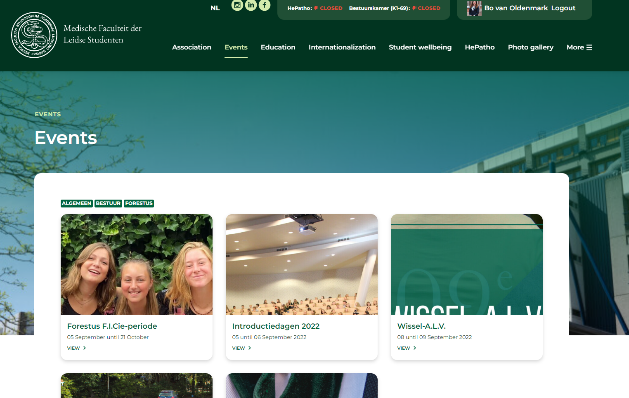 NL
HePatho: CLOSED Bestuurskamer (K1-69): CLOSED
Bo van Oldenmark Logout
Medische Faculteit der
Leidse Studenten
Association Events Education Internationalization Student wellbeing HePatho Photo gallery More
EVENTS
Events
ALGEMEEN BESTUUR FORESTUS
Forestus F.I.Cie-periode
05 September until 21 October
VIEW
Introductiedagen 2022
05 until 06 September 2022
VIEW
WISSEL-A.L.V.
Wissel-A.L.V.
08 until 09 September 2022
VIEW